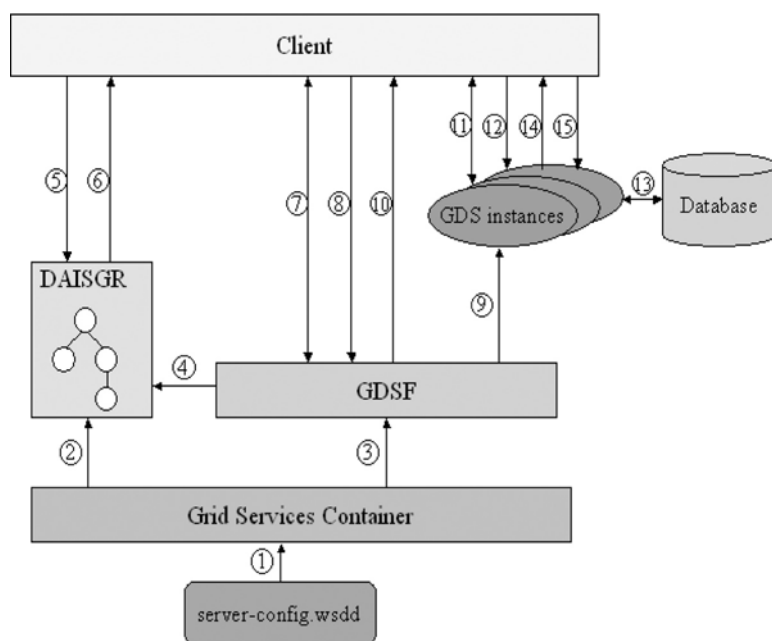 Client
⑪ ⑫ ⑭ ⑮
⑤ ⑥ ⑦ ⑧ ⑩
⑬
GDS instances
Database
DAISGR
⑨
④
GDSF
② ③
Grid Services Container
①
server-config.wsdd